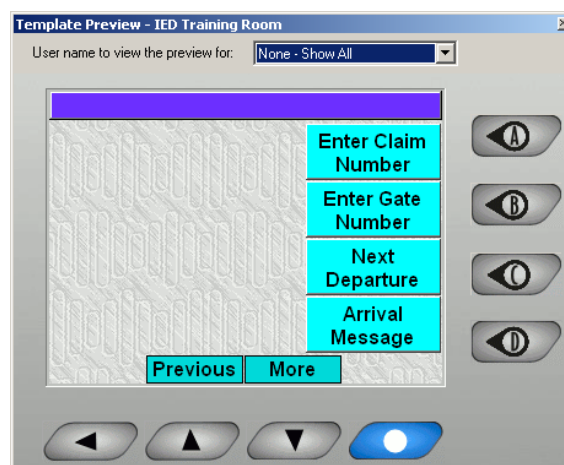 Template Preview - IED Training Room
User name to view the preview for: None - Show All
Enter Claim
Number
A
Enter Gate
Number
B
Next
Departure
C
Arrival
Message
D
Previous More